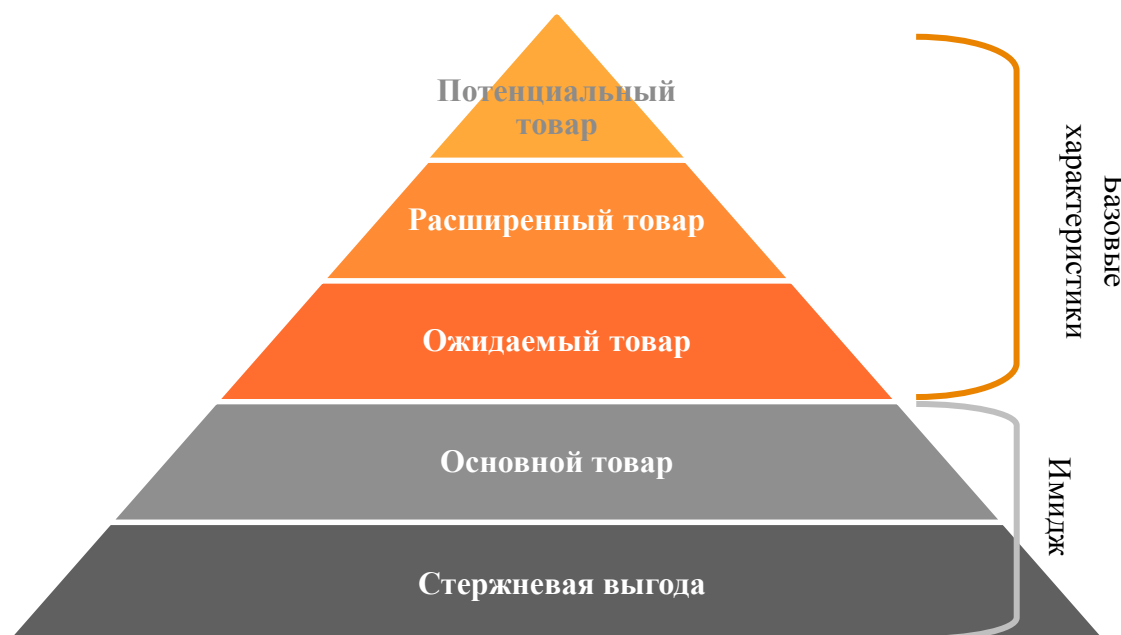 Потенциальный
товар
Расширенный товар
Ожидаемый товар
Основной товар
Стержневая выгода
Базовые
характеристики
Имидж